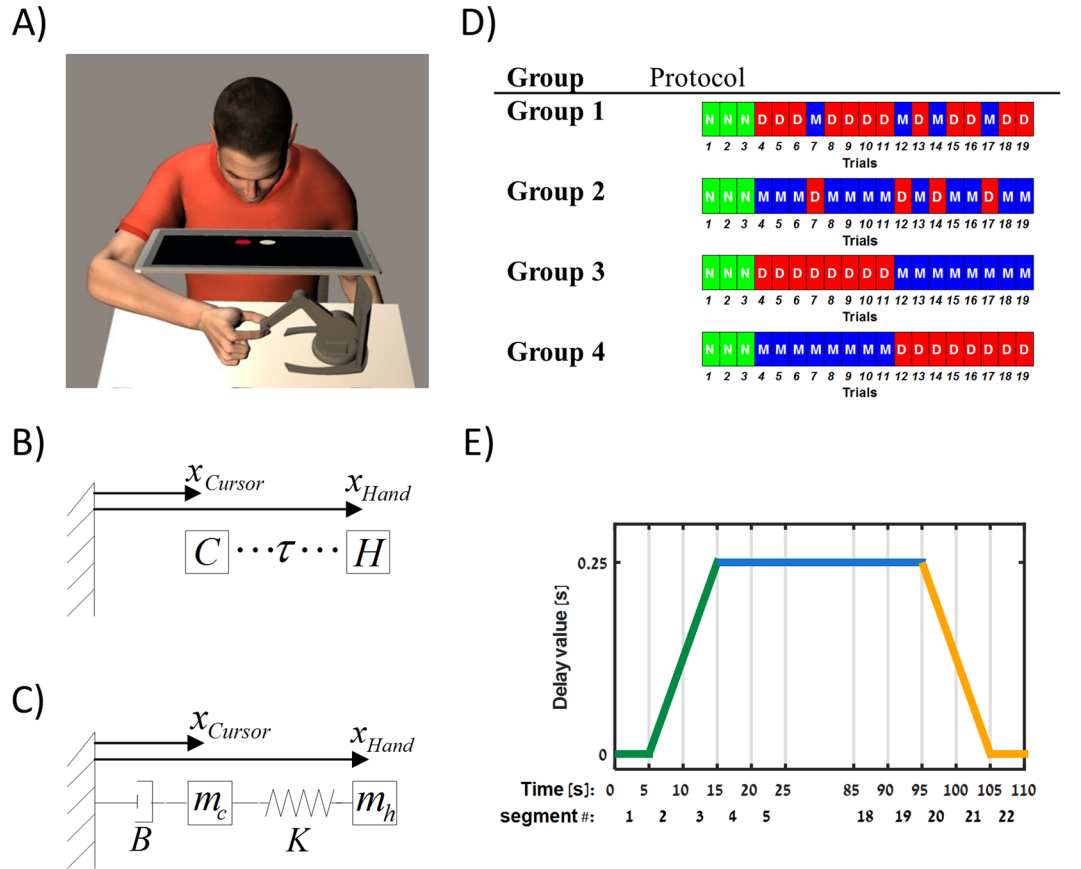 A)
D)
Group Protocol
Group 1
N N N D D D M D D D D M D M D D M D D
1 2 3 4 5 6 7 8 9 10 11 12 13 14 15 16 17 18 19
Trials
Group 2
N N N M M M D M M M M D M D M M D M M
1 2 3 4 5 6 7 8 9 10 11 12 13 14 15 16 17 18 19
Trials
Group 3
N N N D D D D D D D D M M M M M M M M
1 2 3 4 5 6 7 8 9 10 11 12 13 14 15 16 17 18 19
Trials
Group 4
N N N M M M M M M M M D D D D D D D D
1 2 3 4 5 6 7 8 9 10 11 12 13 14 15 16 17 18 19
Trials
B)
x Cursor
x Hand
C ···τ··· H
C)
x Cursor
x Hand
m c
m h
B
K
E)
Delay value [s]
0.25
0
Time [s]: 0 5 10 15 20 25 85 90 95 100 105 110
segment #: 1 2 3 4 5 18 19 20 21 22